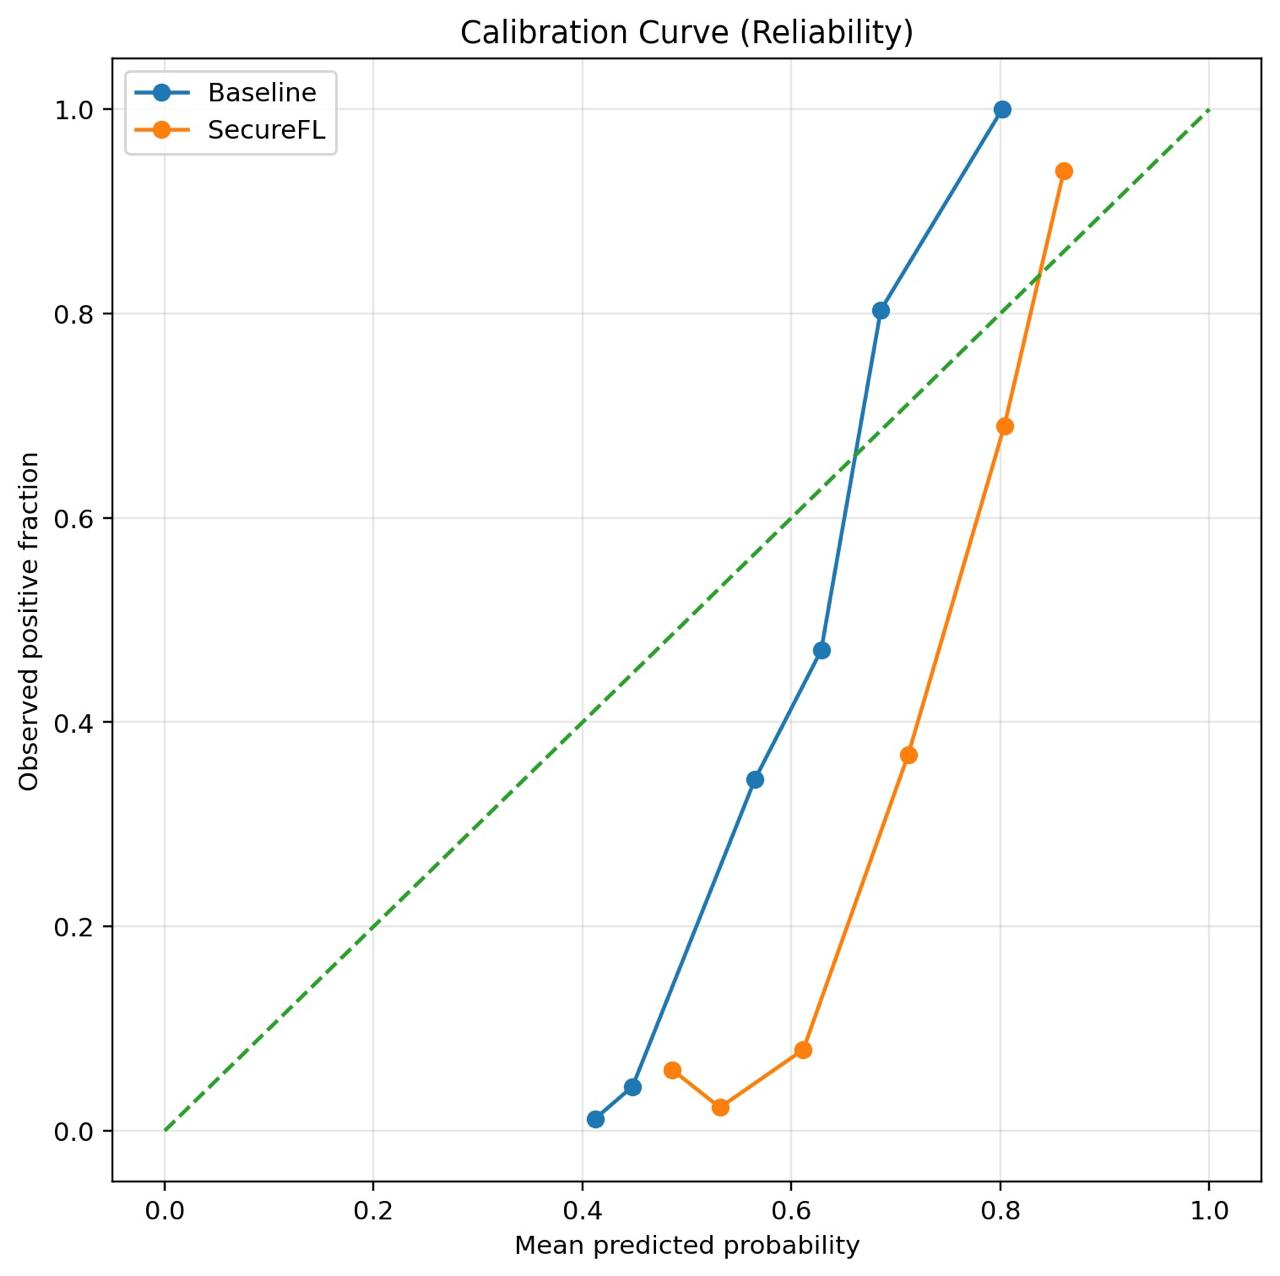 Calibration Curve (Reliability)
Baseline
SecureFL
1.0
0.8
0.6
0.4
0.2
0.0
Observed positive fraction
0.0 0.2 0.4 0.6 0.8 1.0
Mean predicted probability